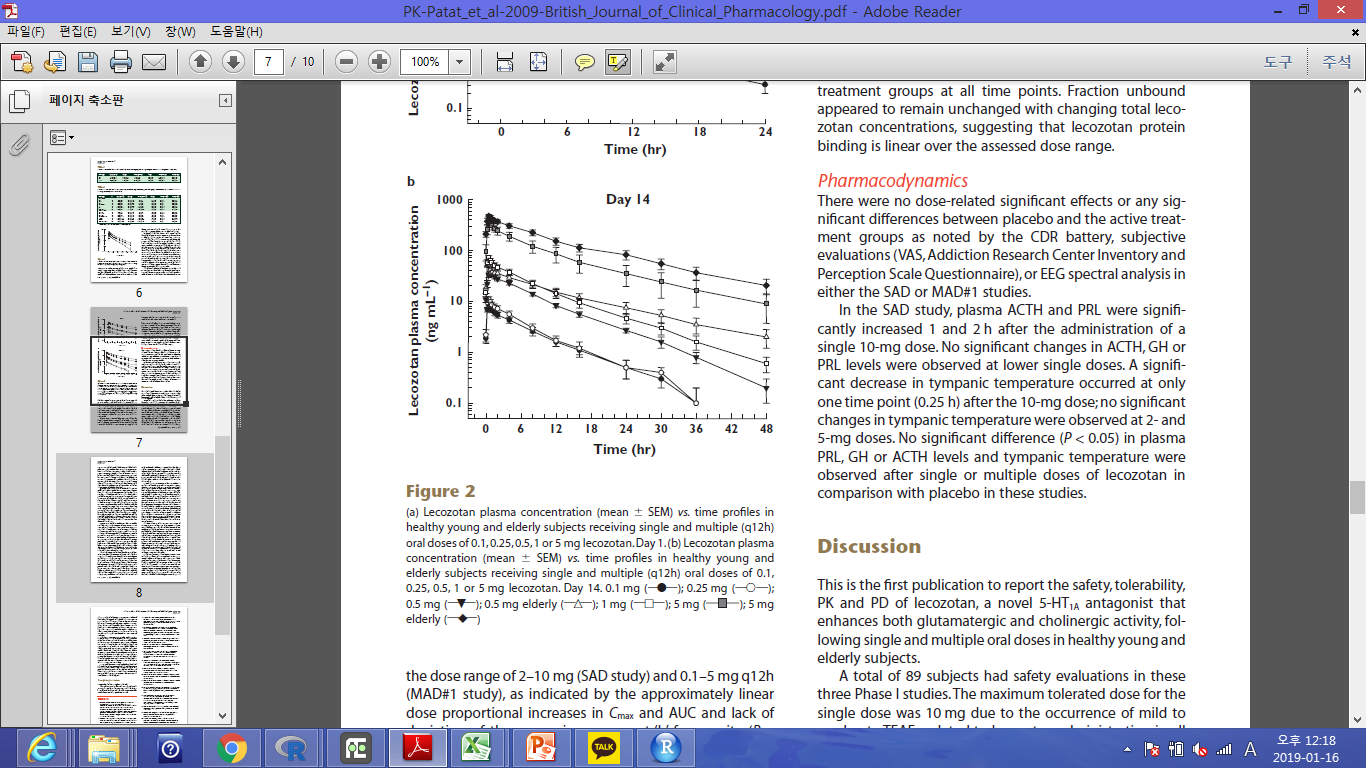 PK-Patat_et_al-2009-British_Journal_of_Clinical_Pharmacology.pdf - Adobe Reader
파일(F) 편집(E) 보기(V) 창(W) 도움말(H)
7 / 10 100% 도구 주석
페이지 축소판
6
7
8
0.1
0 6 12 18 24
Time (hr)
b
Day 14
Lecozotan plasma concentration
(ng mL−1)
1000
100
10
1
0.1
0 6 12 18 24 30 36 42 48
Time (hr)
Figure 2
(a) Lecozotan plasma concentration (mean ± SEM) vs. time profiles in
healthy young and elderly subjects receiving single and multiple (q12h)
oral doses of 0.1, 0.25, 0.5, 1 or 5 mg lecozotan. Day 1. (b) Lecozotan plasma
concentration (mean ± SEM) vs. time profiles in healthy young and
elderly subjects receiving single and multiple (q12h) oral doses of 0.1,
0.25, 0.5, 1 or 5 mg lecozotan. Day 14. 0.1 mg (—●—); 0.25 mg (—○—);
0.5 mg (—▼—); 0.5 mg elderly (—△—); 1 mg (—□—); 5 mg (—■—); 5 mg
elderly (—◆—)
the dose range of 2–10 mg (SAD study) and 0.1–5 mg q12h
(MAD#1 study), as indicated by the approximately linear
dose proportional increases in Cmax and AUC and lack of
treatment groups at all time points. Fraction unbound
appeared to remain unchanged with changing total leco-
zotan concentrations, suggesting that lecozotan protein
binding is linear over the assessed dose range.
Pharmacodynamics
There were no dose-related significant effects or any sig-
nificant differences between placebo and the active treat-
ment groups as noted by the CDR battery, subjective
evaluations (VAS, Addiction Research Center Inventory and
Perception Scale Questionnaire), or EEG spectral analysis in
either the SAD or MAD#1 studies.
In the SAD study, plasma ACTH and PRL were signifi-
cantly increased 1 and 2 h after the administration of a
single 10-mg dose. No significant changes in ACTH, GH or
PRL levels were observed at lower single doses. A signifi-
cant decrease in tympanic temperature occurred at only
one time point (0.25 h) after the 10-mg dose; no significant
changes in tympanic temperature were observed at 2- and
5-mg doses. No significant difference (P < 0.05) in plasma
PRL, GH or ACTH levels and tympanic temperature were
observed after single or multiple doses of lecozotan in
comparison with placebo in these studies.
Discussion
This is the first publication to report the safety, tolerability,
PK and PD of lecozotan, a novel 5-HT1A antagonist that
enhances both glutamatergic and cholinergic activity, fol-
lowing single and multiple oral doses in healthy young and
elderly subjects.
A total of 89 subjects had safety evaluations in these
three Phase I studies. The maximum tolerated dose for the
single dose was 10 mg due to the occurrence of mild to
TALK
A
오후 12:18
2019-01-16